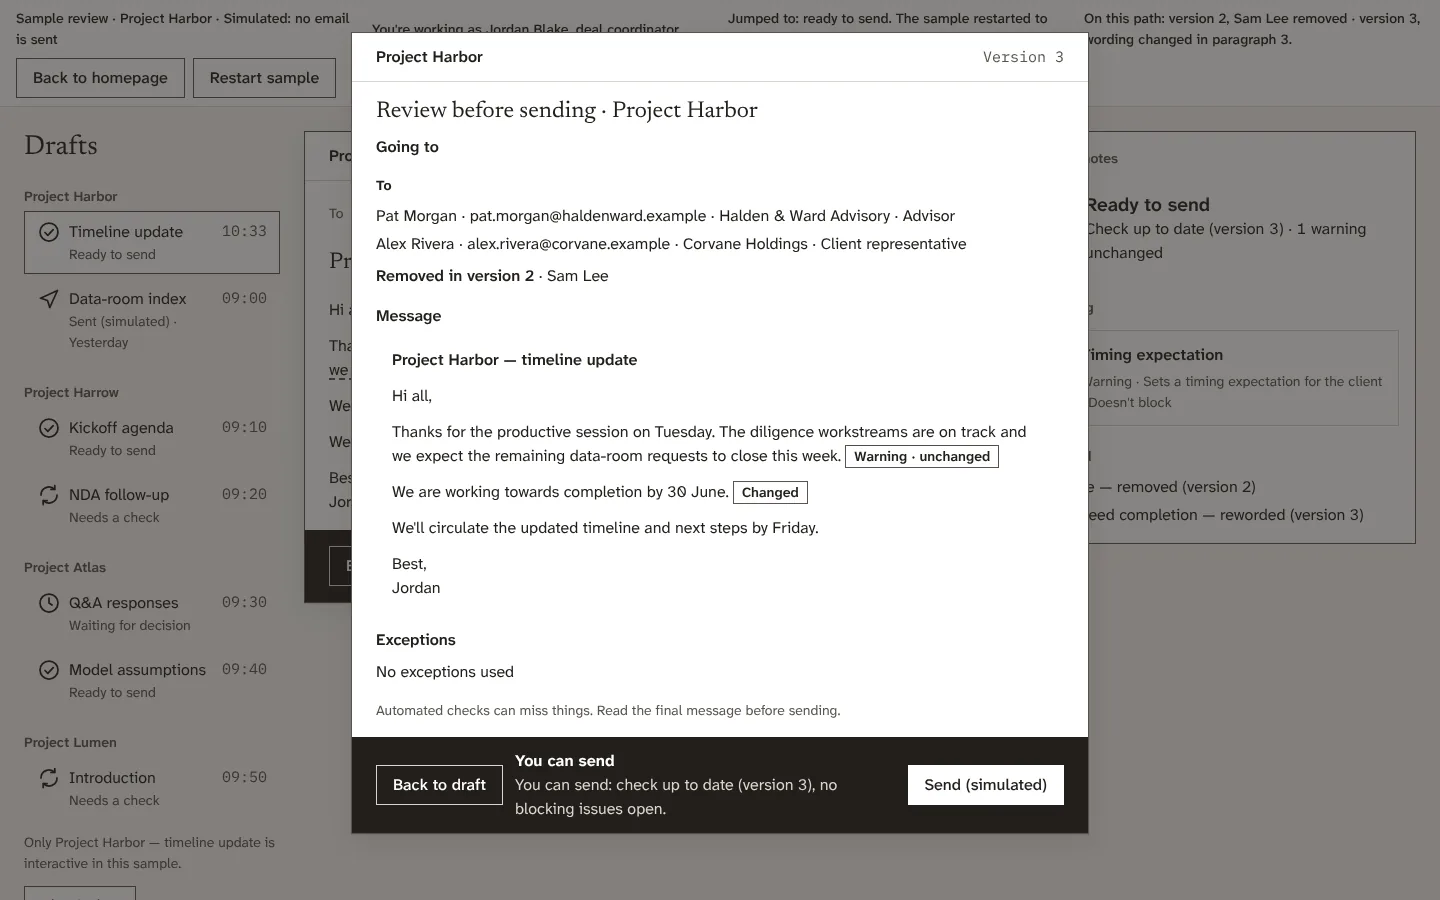 Sample review · Project Harbor · Simulated: no email
is sent
Back to homepage
Restart sample
You're working as Jordan Blake, deal coordinator
Jumped to: ready to send. The sample restarted to
On this path: version 2, Sam Lee removed · version 3,
wording changed in paragraph 3.
Drafts
Project Harbor
Timeline update 10:33
Ready to send
Data-room index 09:00
Sent (simulated) ·
Yesterday
Project Harrow
Kickoff agenda 09:10
Ready to send
NDA follow-up 09:20
Needs a check
Project Atlas
Q&A responses 09:30
Waiting for decision
Model assumptions 09:40
Ready to send
Project Lumen
Introduction 09:50
Needs a check
Only Project Harbor — timeline update is
interactive in this sample.
To
Hi
we
We
We
Project Harbor Version 3
Review before sending · Project Harbor
Going to
To
Pat Morgan · pat.morgan@haldenward.example · Halden & Ward Advisory · Advisor
Alex Rivera · alex.rivera@corvane.example · Corvane Holdings · Client representative
Removed in version 2 · Sam Lee
Message
Project Harbor — timeline update
Hi all,
Thanks for the productive session on Tuesday. The diligence workstreams are on track and
we expect the remaining data-room requests to close this week. Warning · unchanged
We are working towards completion by 30 June. Changed
We'll circulate the updated timeline and next steps by Friday.
Best,
Jordan
Exceptions
No exceptions used
Automated checks can miss things. Read the final message before sending.
Back to draft
You can send
You can send: check up to date (version 3), no
blocking issues open.
Send (simulated)
Ready to send
Check up to date (version 3) · 1 warning
unchanged
Timing expectation
Warning · Sets a timing expectation for the client
Doesn't block
— removed (version 2)
completion — reworded (version 3)